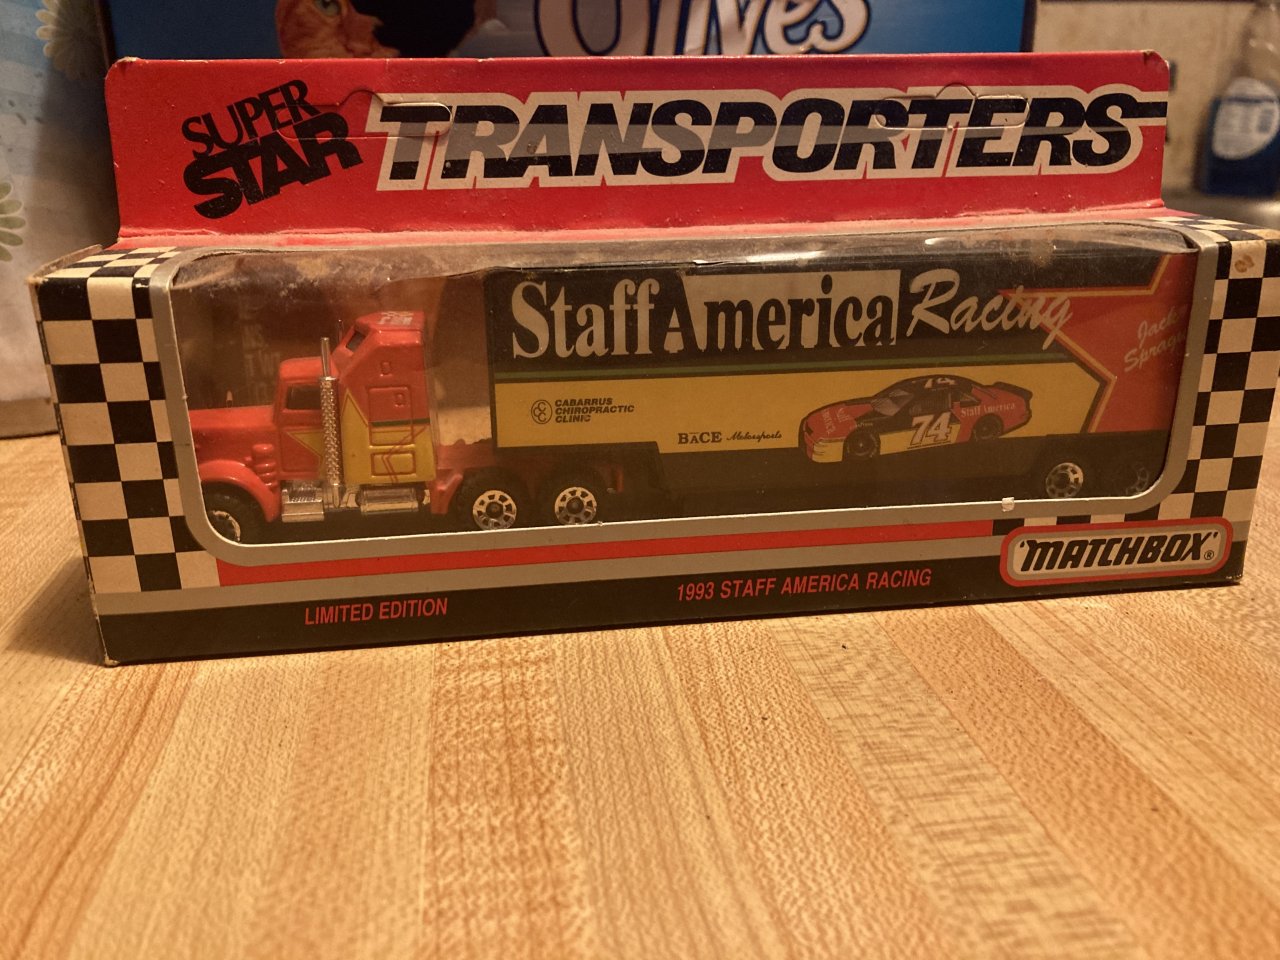 SUPER
STAR
TRANSPORTERS
Staff America Racing
Jack
CABARRUS
CHIROPRACTIC
CLINIC
BACE Motorsports
74
Staff America
'MATCHBOX'®
LIMITED EDITION
1993 STAFF AMERICA RACING